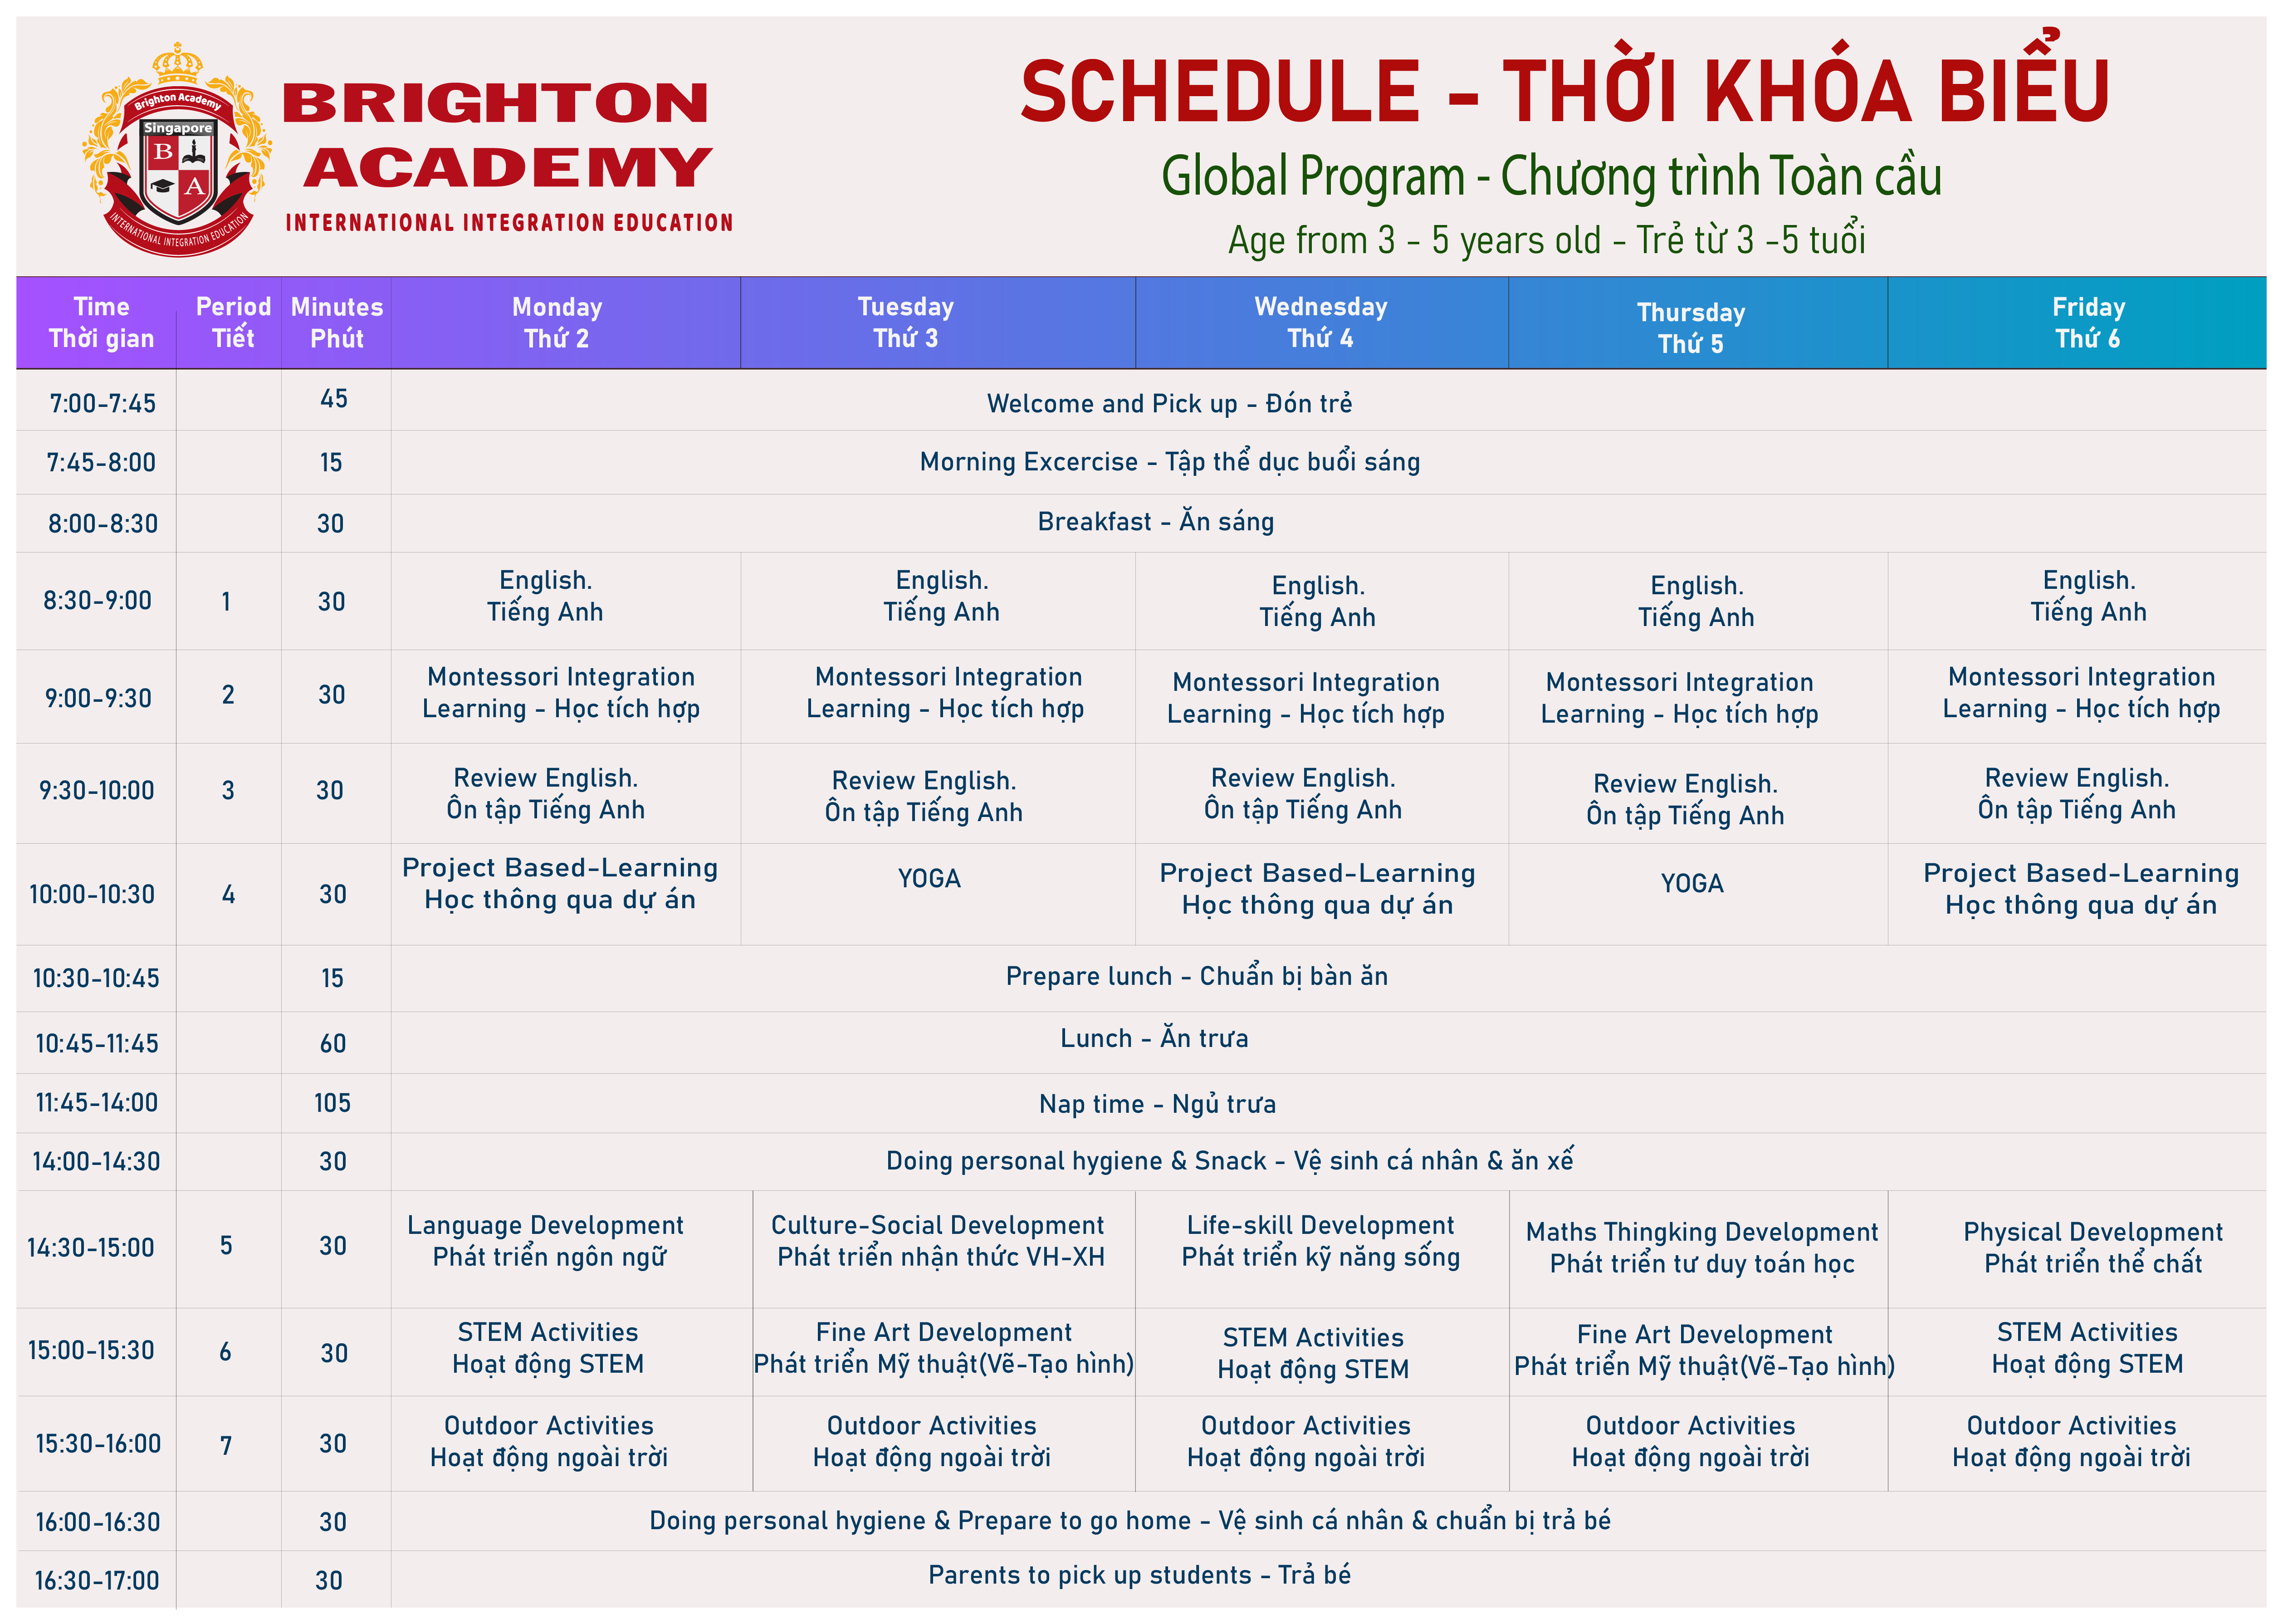 Brighton Academy
Singapore
B
A
INTERNATIONAL INTEGRATION EDUCATION
BRIGHTON
ACADEMY
INTERNATIONAL INTEGRATION EDUCATION
SCHEDULE - THỜI KHÓA BIỂU
Global Program - Chương trình Toàn cầu
Age from 3 - 5 years old - Trẻ từ 3 -5 tuổi
Time Period Minutes Monday Tuesday Wednesday Thursday Friday
Thời gian Tiết Phút Thứ 2 Thứ 3 Thứ 4 Thứ 5 Thứ 6
7:00-7:45 45 Welcome and Pick up - Đón trẻ
7:45-8:00 15 Morning Excercise - Tập thể dục buổi sáng
8:00-8:30 30 Breakfast - Ăn sáng
8:30-9:00 1 30
English. English. English. English. English.
Tiếng Anh Tiếng Anh Tiếng Anh Tiếng Anh Tiếng Anh
9:00-9:30 2 30
Montessori Integration Montessori Integration Montessori Integration Montessori Integration Montessori Integration
Learning - Học tích hợp Learning - Học tích hợp Learning - Học tích hợp Learning - Học tích hợp Learning - Học tích hợp
9:30-10:00 3 30
Review English. Review English. Review English. Review English. Review English.
Ôn tập Tiếng Anh Ôn tập Tiếng Anh Ôn tập Tiếng Anh Ôn tập Tiếng Anh Ôn tập Tiếng Anh
10:00-10:30 4 30
Project Based-Learning YOGA Project Based-Learning YOGA Project Based-Learning
Học thông qua dự án Học thông qua dự án Học thông qua dự án
10:30-10:45 15 Prepare lunch - Chuẩn bị bàn ăn
10:45-11:45 60 Lunch - Ăn trưa
11:45-14:00 105 Nap time - Ngủ trưa
14:00-14:30 30 Doing personal hygiene & Snack - Vệ sinh cá nhân & ăn xế
14:30-15:00 5 30
Language Development Culture-Social Development Life-skill Development Maths Thingking Development Physical Development
Phát triển ngôn ngữ Phát triển nhận thức VH-XH Phát triển kỹ năng sống Phát triển tư duy toán học Phát triển thể chất
15:00-15:30 6 30
STEM Activities Fine Art Development STEM Activities Fine Art Development STEM Activities
Hoạt động STEM Phát triển Mỹ thuật(Vẽ-Tạo hình) Hoạt động STEM Phát triển Mỹ thuật(Vẽ-Tạo hình) Hoạt động STEM
15:30-16:00 7 30
Outdoor Activities Outdoor Activities Outdoor Activities Outdoor Activities Outdoor Activities
Hoạt động ngoài trời Hoạt động ngoài trời Hoạt động ngoài trời Hoạt động ngoài trời Hoạt động ngoài trời
16:00-16:30 30 Doing personal hygiene & Prepare to go home - Vệ sinh cá nhân & chuẩn bị trả bé
16:30-17:00 30 Parents to pick up students - Trả bé